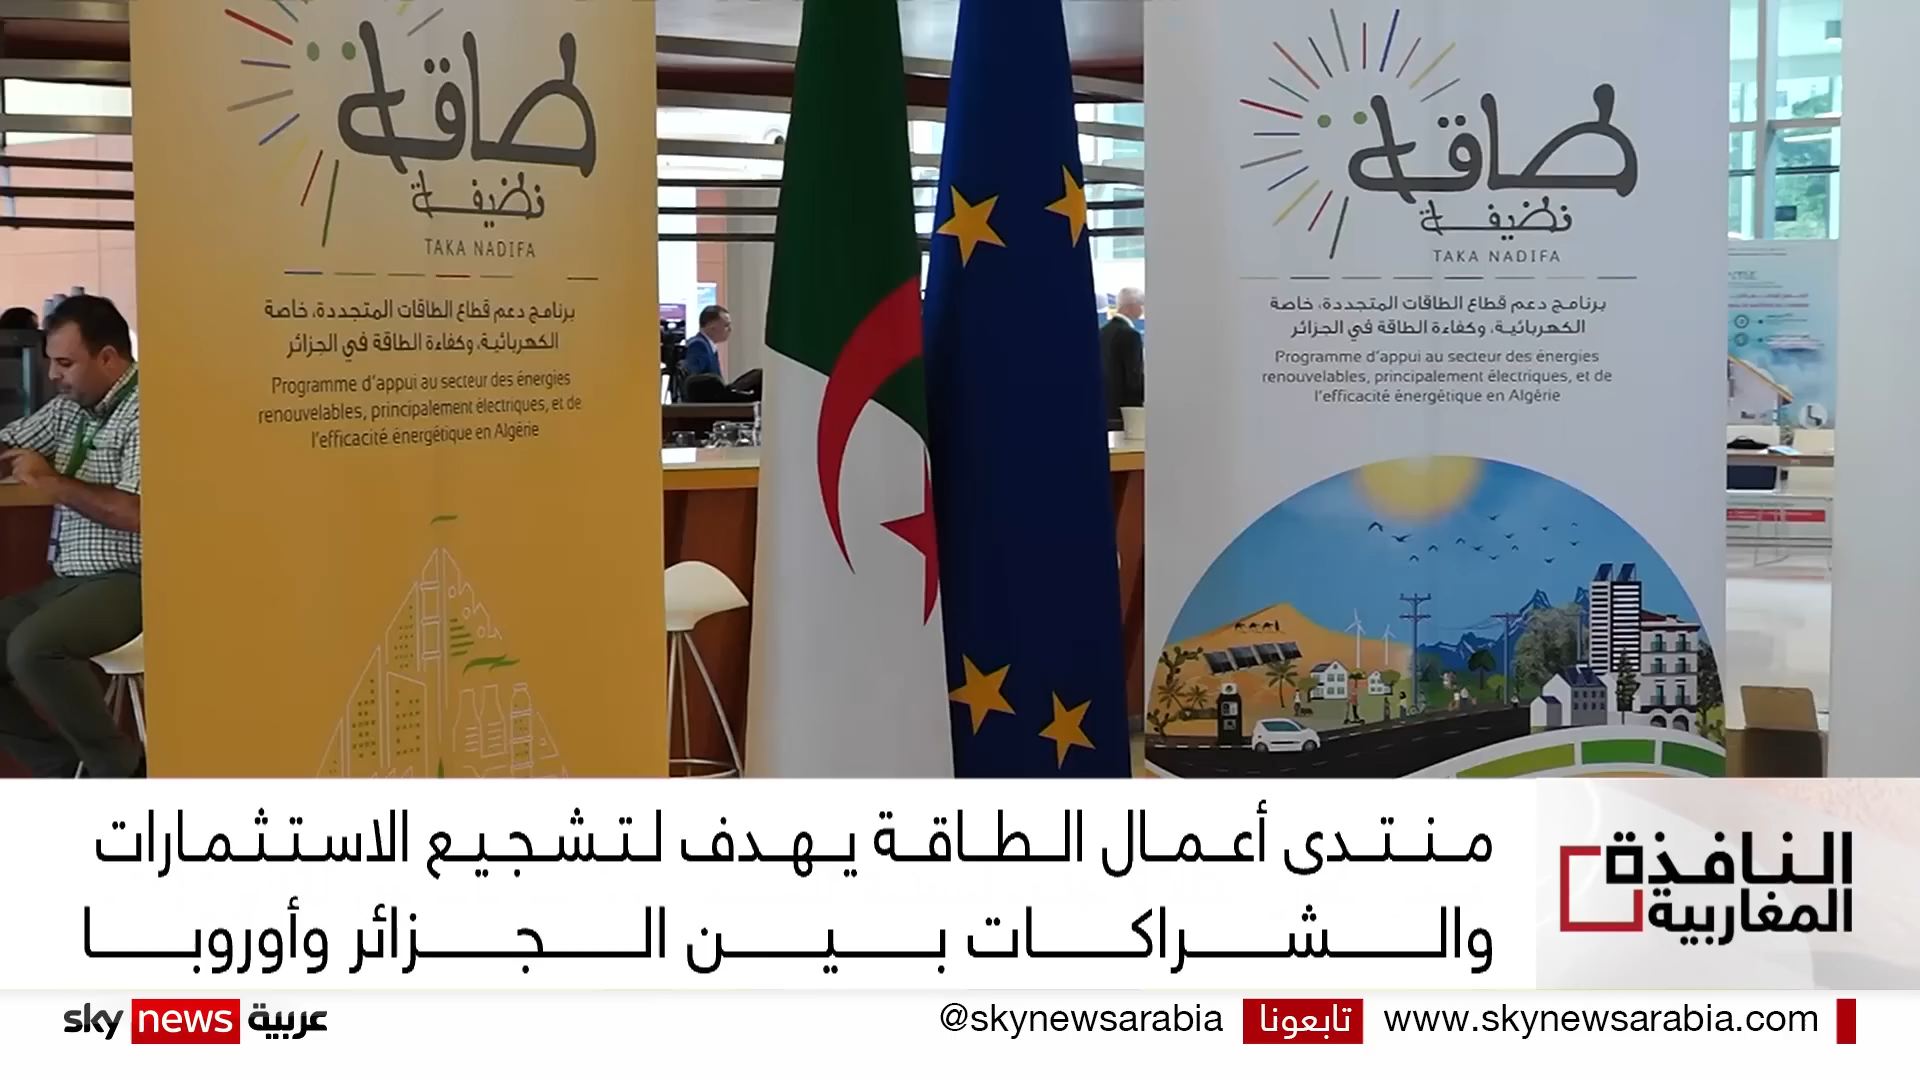 طاقة
نظيفة
TAKA NADIFA
برنامج دعم قطاع الطاقات المتجددة، خاصة
الكهربائية، وكفاءة الطاقة في الجزائر
Programme d'appui au secteur des énergies
renouvelables, principalement électriques, et de
l'efficacité énergétique en Algérie
طاقة
نظيفة
TAKA NADIFA
برنامج دعم قطاع الطاقات المتجددة، خاصة
الكهربائية، وكفاءة الطاقة في الجزائر
Programme d'appui au secteur des énergies
renouvelables, principalement électriques, et de
l'efficacité énergétique en Algérie
النافذة
المغاربية
منتدى أعمال الطاقة يهدف لتشجيع الاستثمارات
والشراكات بين الجزائر وأوروبا
sky news عربية
@skynewsarabia تابعونا www.skynewsarabia.com